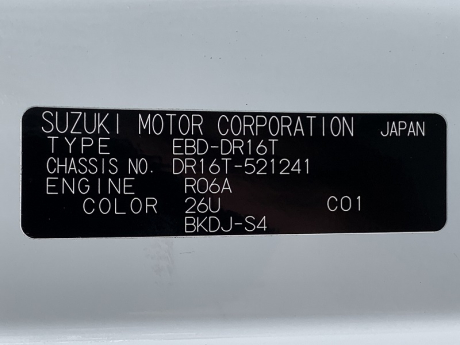 SUZUKI MOTOR CORPORATION JAPAN
TYPE EBD-DR16T
CHASSIS NO. DR16T-521241
ENGINE R06A
COLOR 26U C01
BKDJ-S4